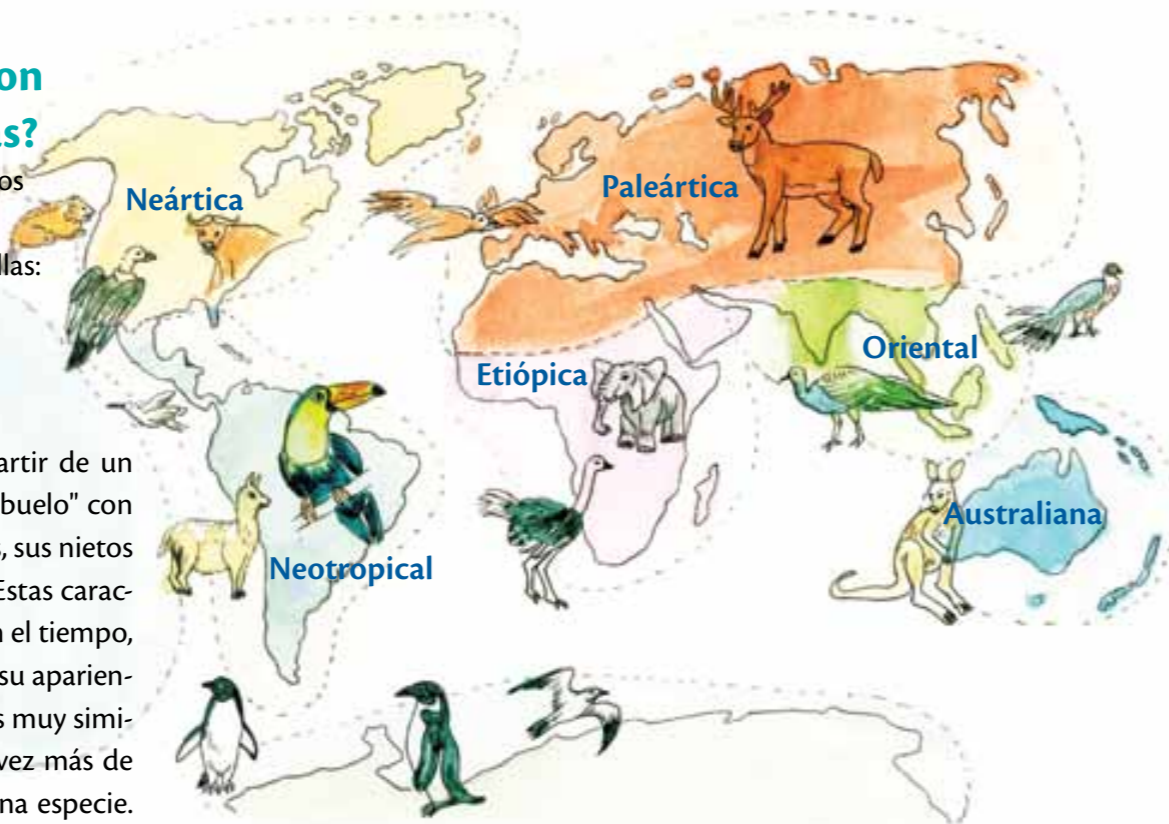 on
s?
os
llas:
artir de un
buelo" con
s, sus nietos
Estas carac-
n el tiempo,
su aparien-
s muy simi-
vez más de
na especie.
Neártica
Paleártica
Oriental
Etiópica
Australiana
Neotropical